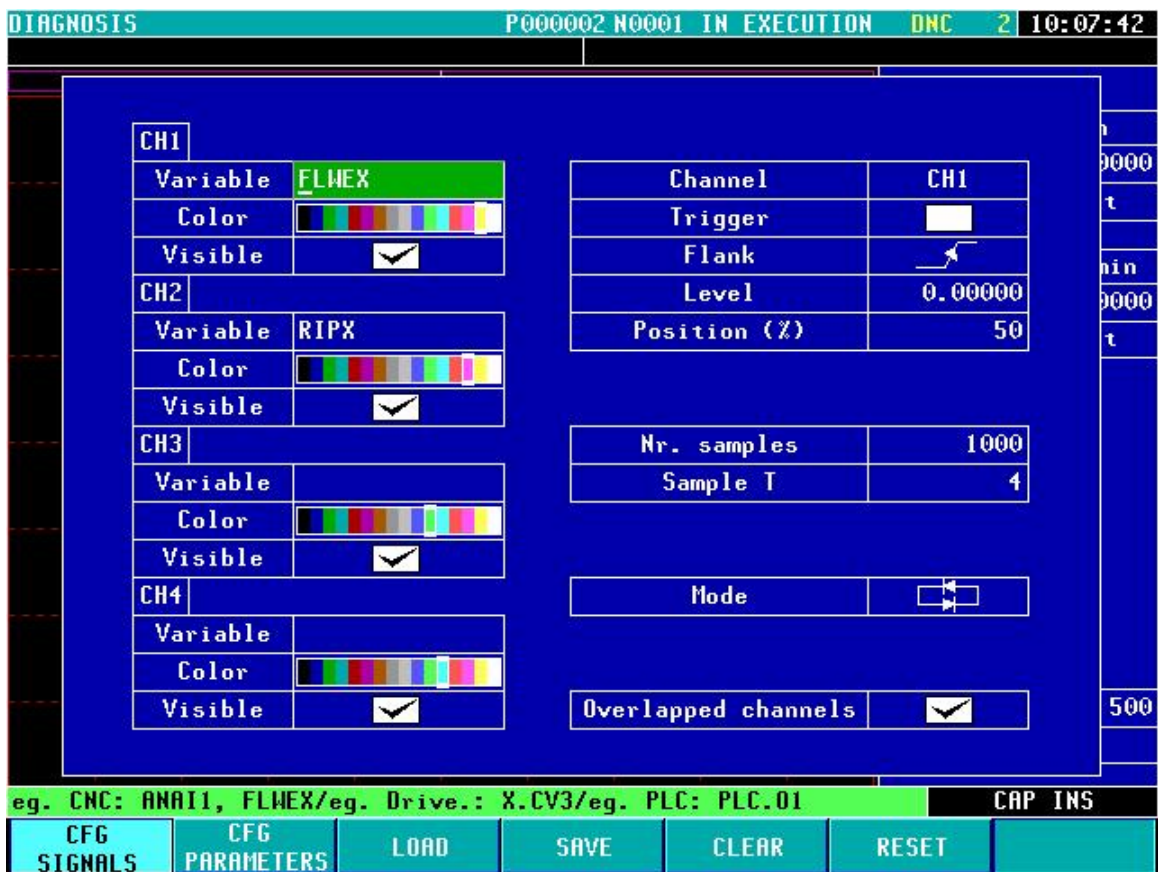 DIAGNOSIS P000002 N0001 IN EXECUTION DNC 2 10:07:42
CH1
Variable FLWEX
Color
Visible
CH2
Variable RIPX
Color
Visible
CH3
Variable
Color
Visible
CH4
Variable
Color
Visible
Channel CH1
Trigger
Flank
Level 0.00000
Position (%) 50
Nr. samples 1000
Sample T 4
Mode
Overlapped channels
0000
t
min
0000
t
500
eg. CNC: ANAI1, FLWEX/eg. Drive.: X.CV3/eg. PLC: PLC.01 CAP INS
CFG SIGNALS
CFG PARAMETERS
LOAD
SAVE
CLEAR
RESET